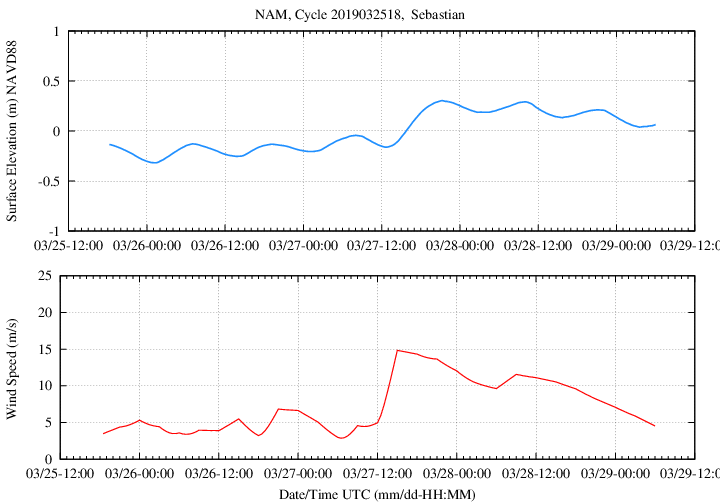 NAM, Cycle 2019032518,  Sebastian
Surface Elevation (m) NAVD88
1
0.5
0
-0.5
-1
03/25-12:00 03/26-00:00 03/26-12:00 03/27-00:00 03/27-12:00 03/28-00:00 03/28-12:00 03/29-00:00 03/29-12:0
Wind Speed (m/s)
25
20
15
10
5
0
03/25-12:00 03/26-00:00 03/26-12:00 03/27-00:00 03/27-12:00 03/28-00:00 03/28-12:00 03/29-00:00 03/29-12:0
Date/Time UTC (mm/dd-HH:MM)